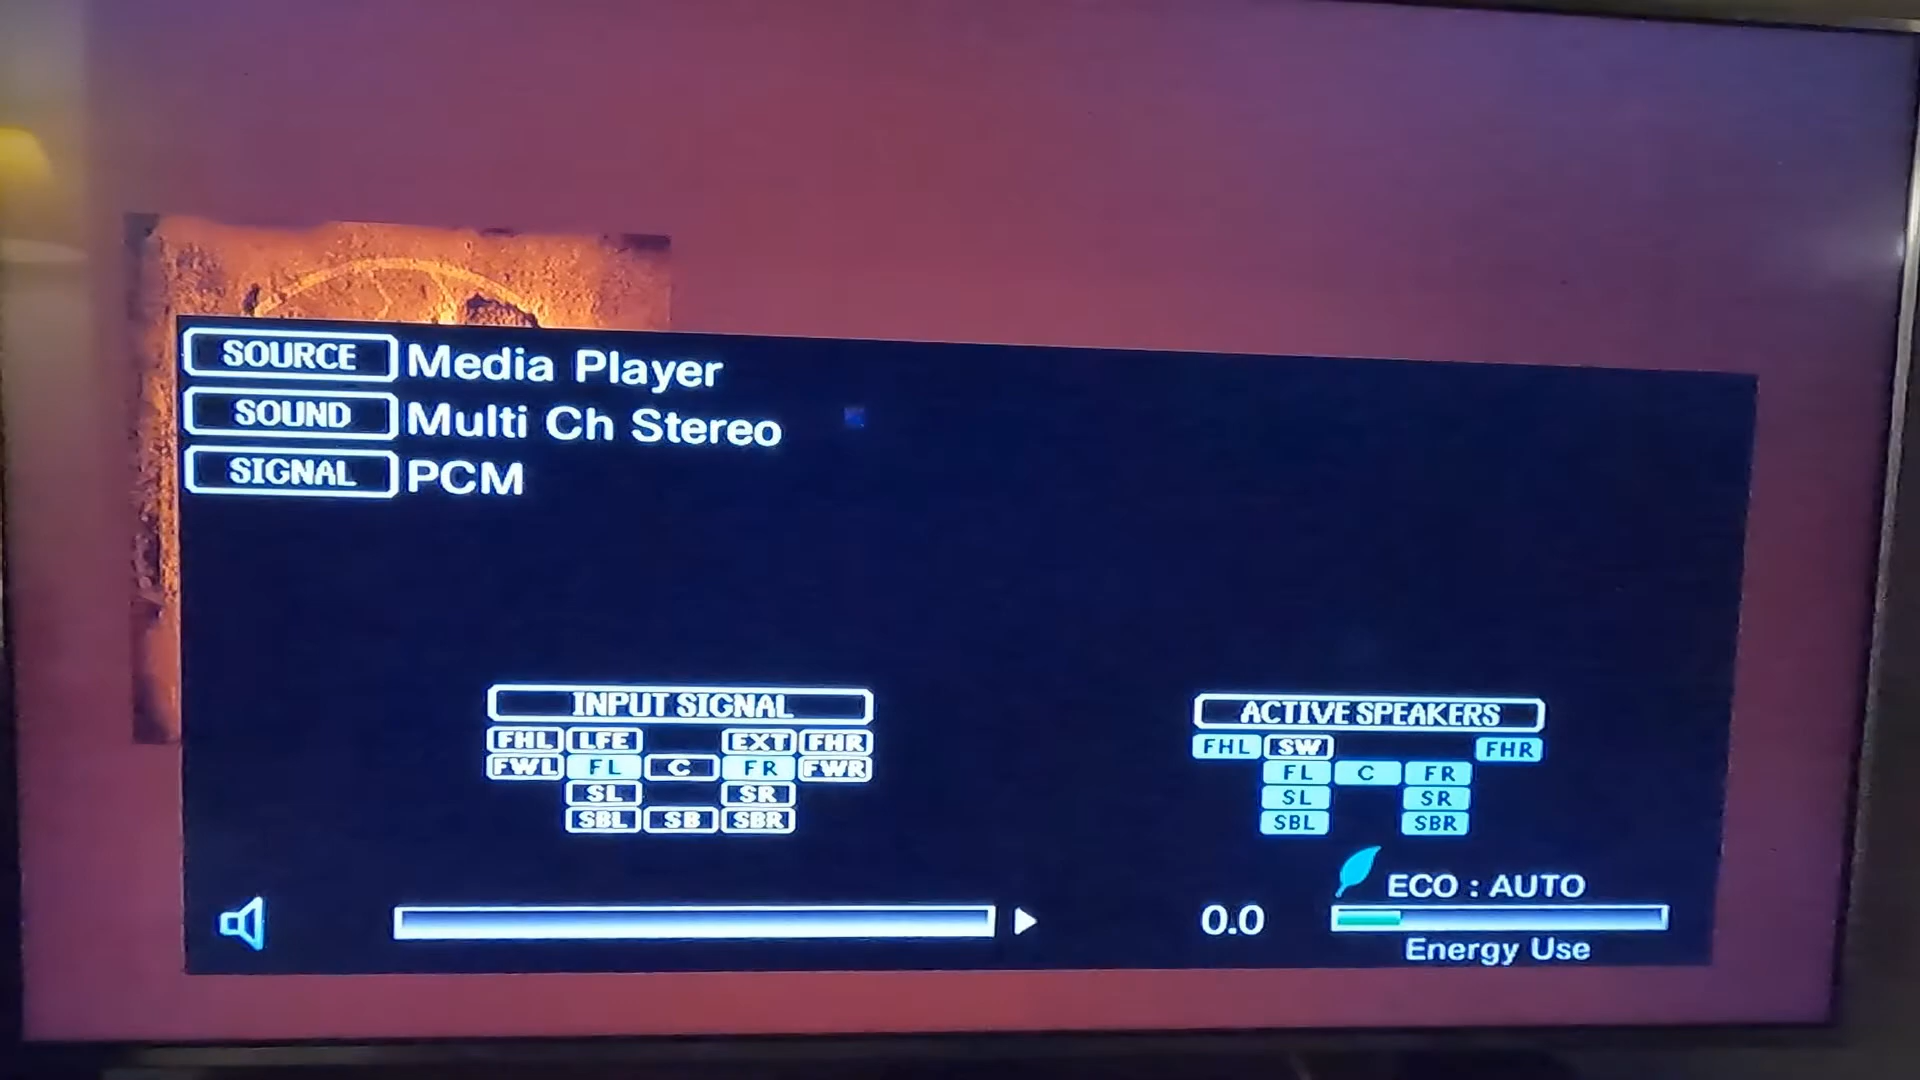 SOURCE Media Player
SOUND Multi Ch Stereo
SIGNAL PCM
INPUT SIGNAL
FHL LFE EXT FHR
FWL FL C FR FWR
SL SR
SBL SB SBR
ACTIVE SPEAKERS
FHL SW FHR
FL C FR
SL SR
SBL SBR
ECO : AUTO
0.0
Energy Use